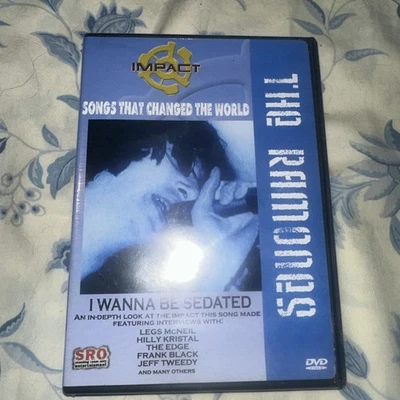 IMPACT
SONGS THAT CHANGED THE WORLD
THE RAMONES
I WANNA BE SEDATED
AN IN-DEPTH LOOK AT THE IMPACT THIS SONG MADE
FEATURING INTERVIEWS WITH:
LEGS MCNEIL
HILLY KRISTAL
THE EDGE
FRANK BLACK
JEFF TWEEDY
AND MANY OTHERS
SRO
entertainment
DVD